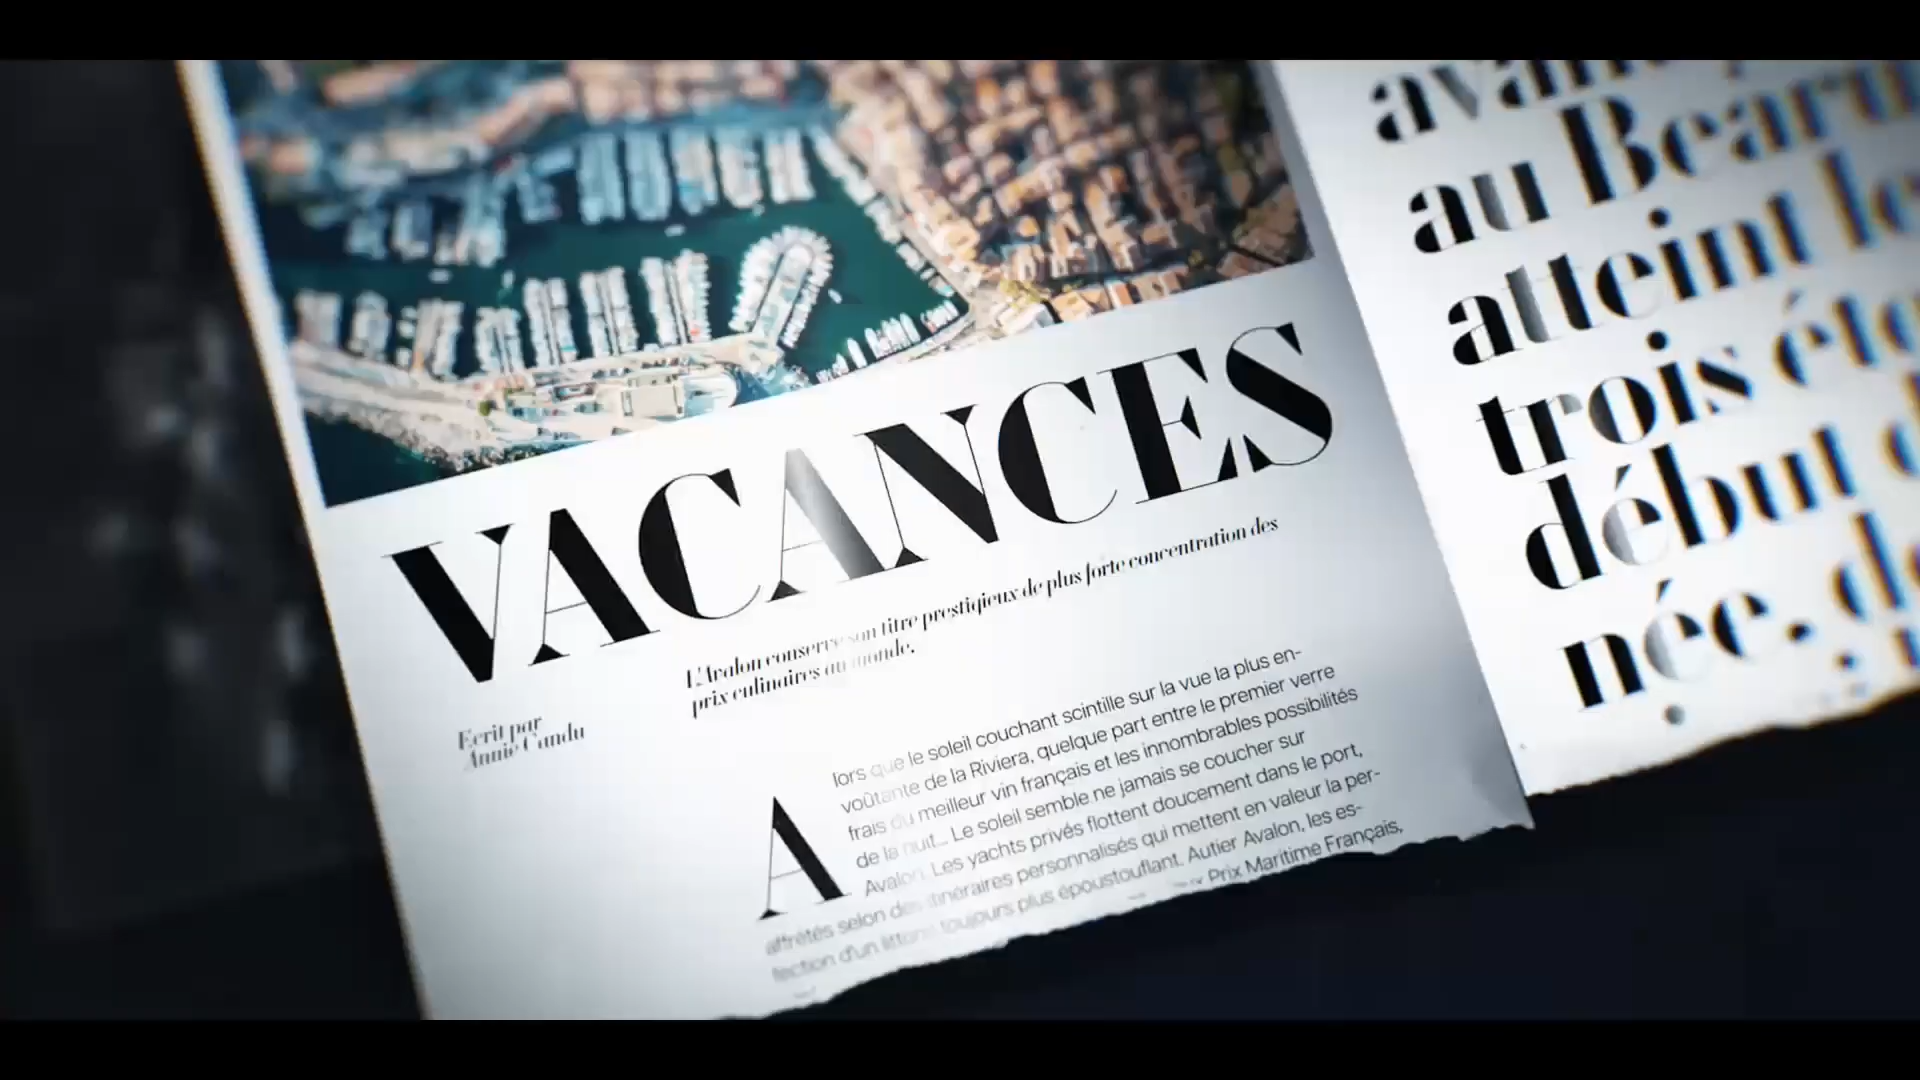 VACANCES
L'Avalon conserve son titre prestigieux de plus forte concentration des
prix culinaires au monde.
Ecrit par
Annie Candu
A
lors que le soleil couchant scintille sur la vue la plus en-
voûtante de la Riviera, quelque part entre le premier verre
frais du meilleur vin français et les innombrables possibilités
de la nuit... Le soleil semble ne jamais se coucher sur
Avalon. Les yachts privés flottent doucement dans le port,
affrétés selon des itinéraires personnalisés qui mettent en valeur la per-
fection d'un littoral toujours plus époustouflant. Autier Avalon, les es-
Prix Maritime Français,
au
atteint
trois
début
née,